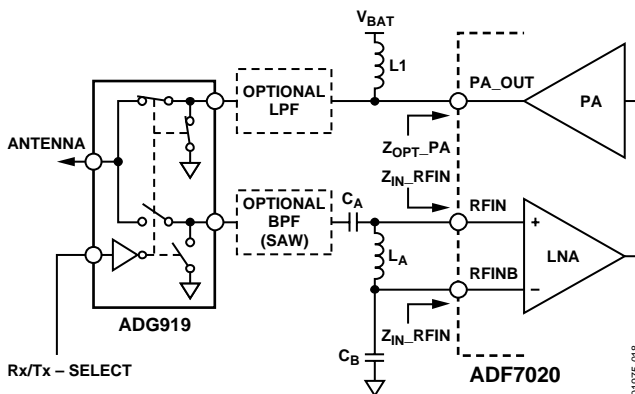 VBAT
L1
PA_OUT
PA
OPTIONAL
LPF
ANTENNA
ZOPT_PA
ZIN_RFIN
CA
OPTIONAL
BPF
(SAW)
RFIN
+
LA
LNA
RFINB
−
ADG919
ZIN_RFIN
CB
Rx/Tx – SELECT
ADF7020